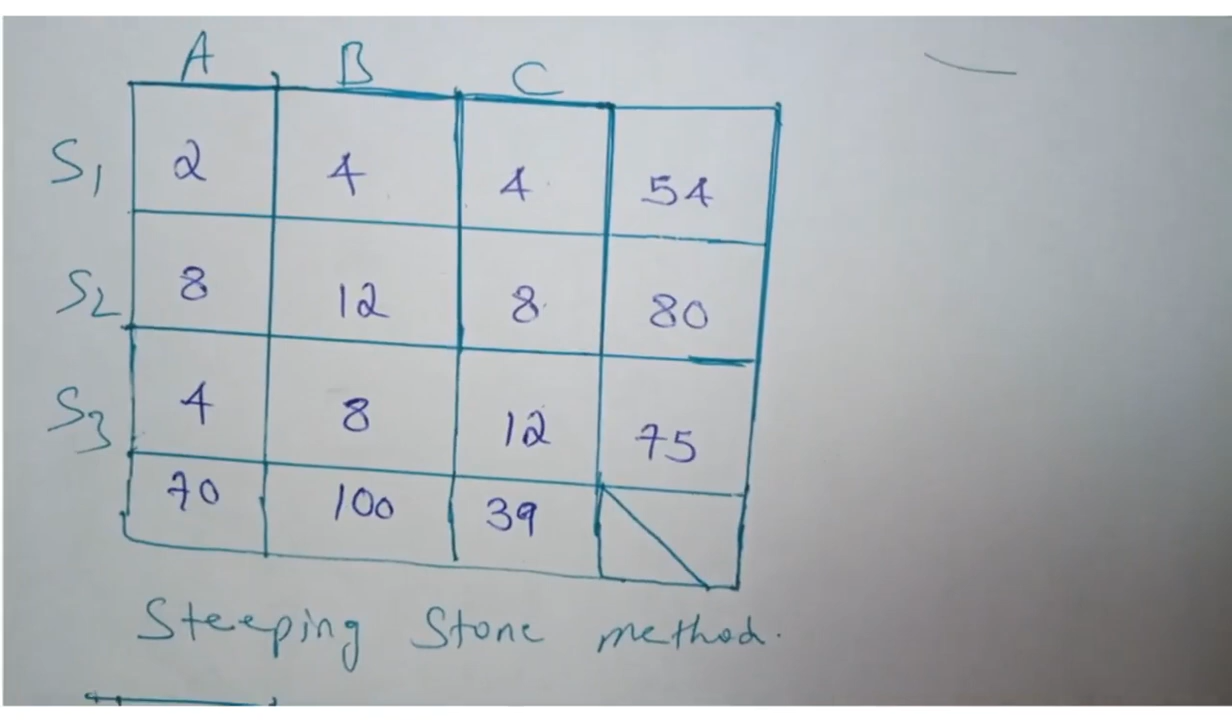 A B C
S1 2 4 4 54
S2 8 12 8 80
S3 4 8 12 75
70 100 39
Steeping Stone method.